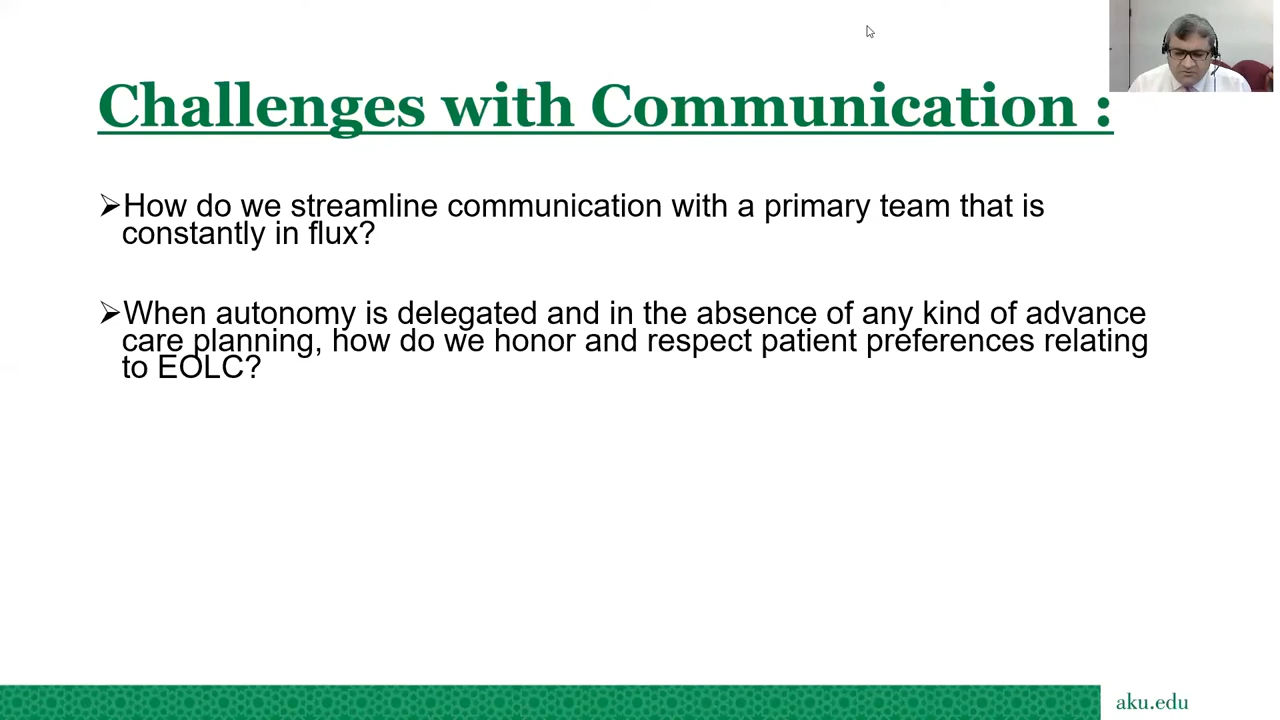 Challenges with Communication :
➢How do we streamline communication with a primary team that is
constantly in flux?
➢When autonomy is delegated and in the absence of any kind of advance
care planning, how do we honor and respect patient preferences relating
to EOLC?
aku.edu